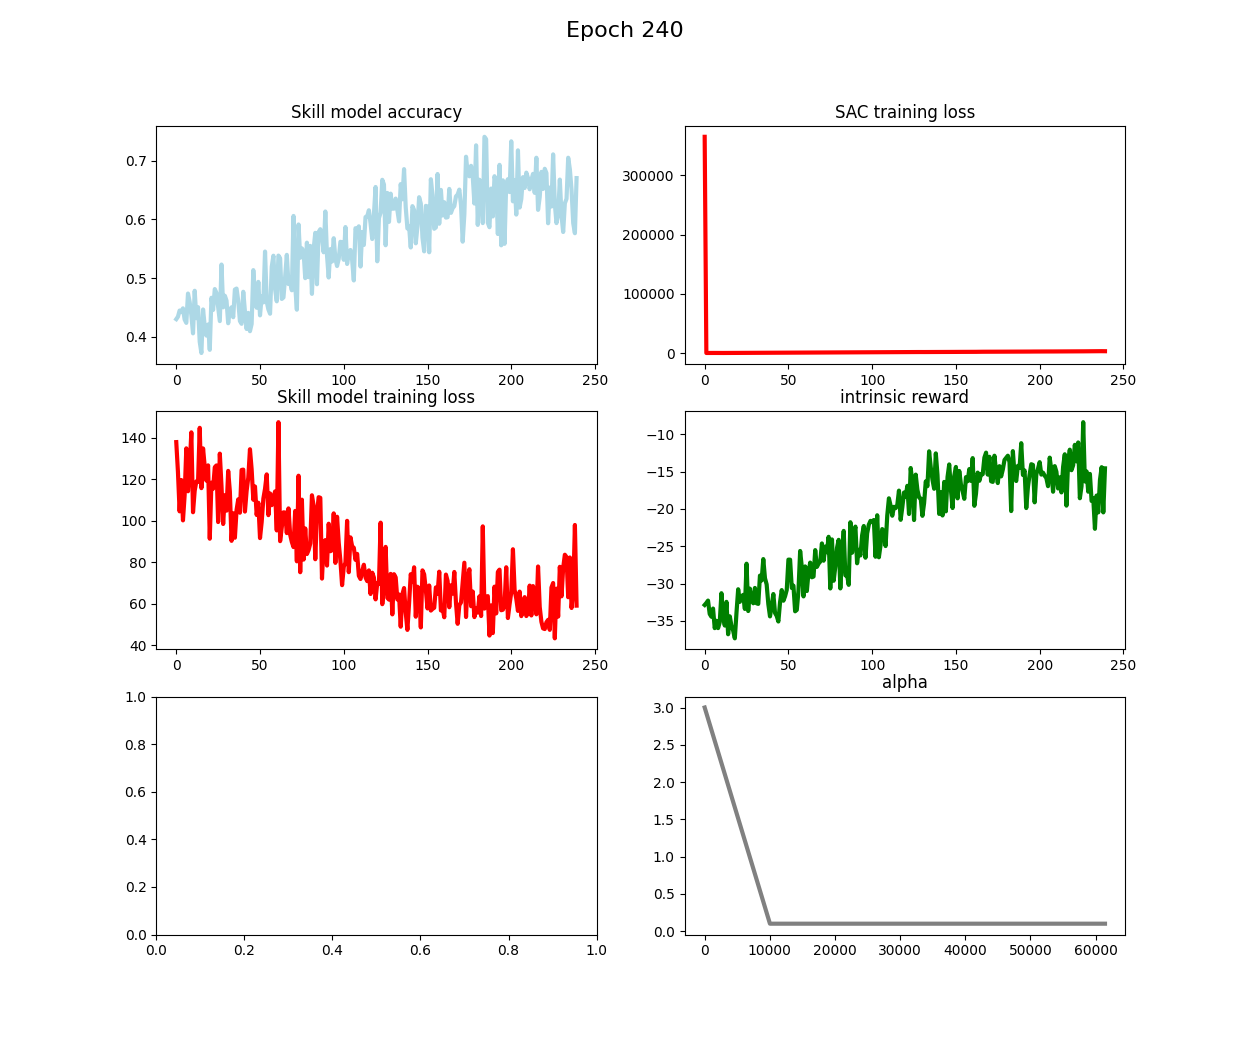 Epoch 240
Skill model accuracy
0.7
0.6
0.5
0.4
0 50 100 150 200 250
SAC training loss
300000
200000
100000
0
0 50 100 150 200 250
Skill model training loss
140
120
100
80
60
40
0 50 100 150 200 250
intrinsic reward
−10
−15
−20
−25
−30
−35
0 50 100 150 200 250
1.0
0.8
0.6
0.4
0.2
0.0
0.0 0.2 0.4 0.6 0.8 1.0
alpha
3.0
2.5
2.0
1.5
1.0
0.5
0.0
0 10000 20000 30000 40000 50000 60000